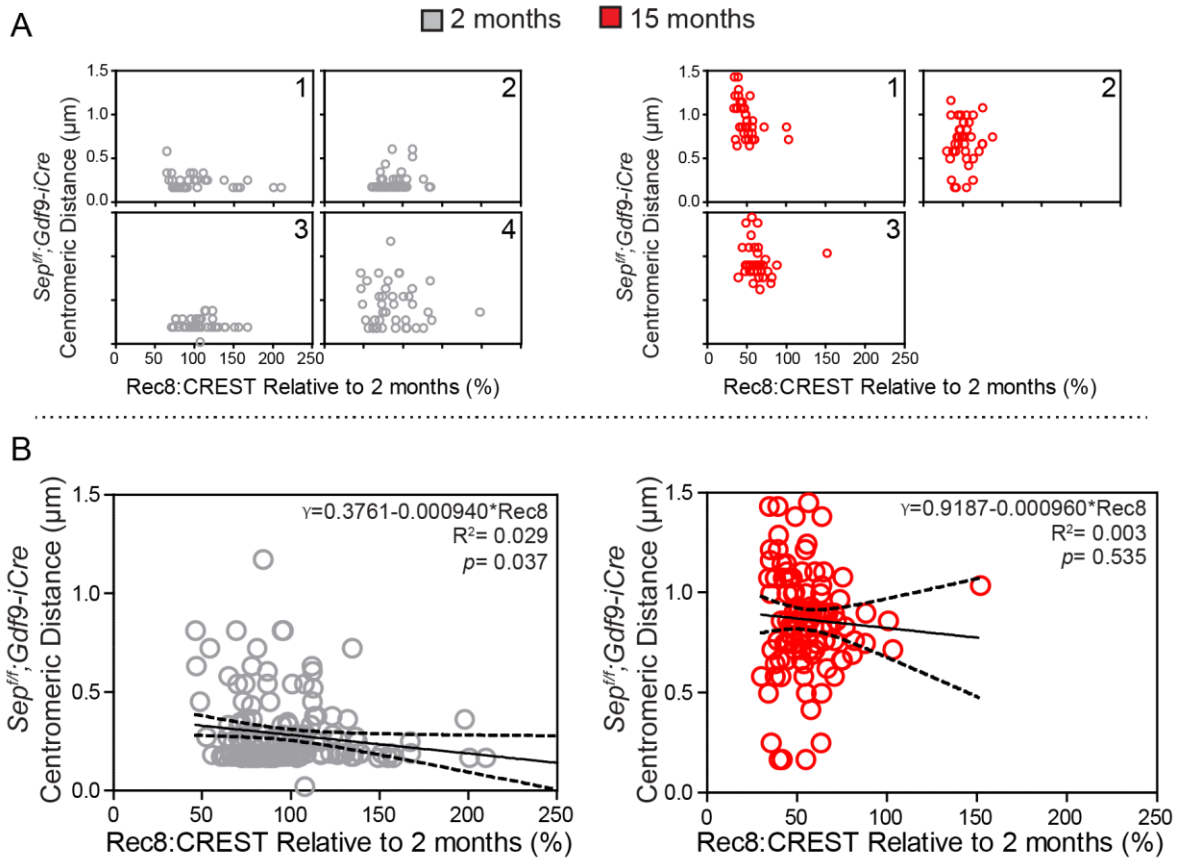 A
2 months
15 months
Sep^f/f;Gdf9-iCre
Centromeric Distance (μm)
1.5
1.0
0.5
0.0
1
2
3
4
0 50 100 150 200 250
Rec8:CREST Relative to 2 months (%)
Sep^f/f;Gdf9-iCre
Centromeric Distance (μm)
1.5
1.0
0.5
0.0
1
2
3
0 50 100 150 200 250
Rec8:CREST Relative to 2 months (%)
B
Sep^f/f;Gdf9-iCre
Centromeric Distance (μm)
1.5
1.0
0.5
0.0
γ=0.3761-0.000940*Rec8
R²= 0.029
p= 0.037
0 50 100 150 200 250
Rec8:CREST Relative to 2 months (%)
Sep^f/f;Gdf9-iCre
Centromeric Distance (μm)
1.5
1.0
0.5
0.0
γ=0.9187-0.000960*Rec8
R²= 0.003
p= 0.535
0 50 100 150 200 250
Rec8:CREST Relative to 2 months (%)